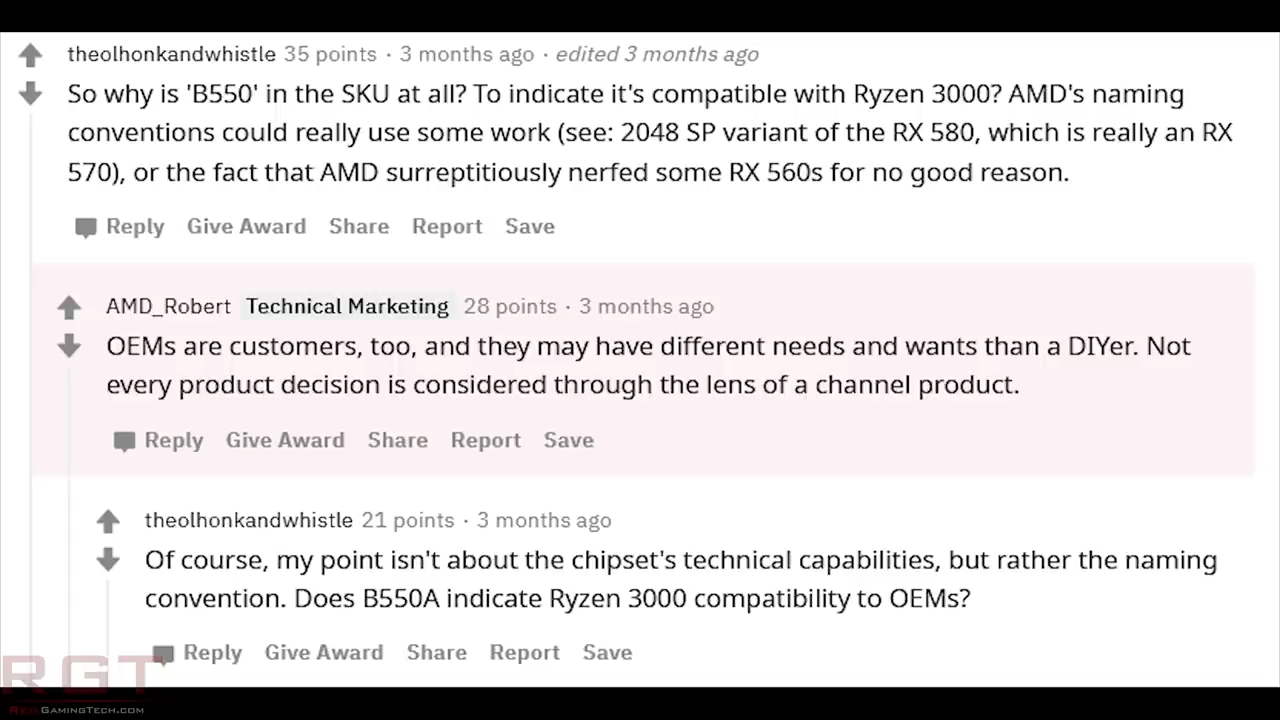 theolhonkandwhistle 35 points · 3 months ago · edited 3 months ago
So why is 'B550' in the SKU at all? To indicate it's compatible with Ryzen 3000? AMD's naming
conventions could really use some work (see: 2048 SP variant of the RX 580, which is really an RX
570), or the fact that AMD surreptitiously nerfed some RX 560s for no good reason.
Reply Give Award Share Report Save
AMD_Robert Technical Marketing 28 points · 3 months ago
OEMs are customers, too, and they may have different needs and wants than a DIYer. Not
every product decision is considered through the lens of a channel product.
Reply Give Award Share Report Save
theolhonkandwhistle 21 points · 3 months ago
Of course, my point isn't about the chipset's technical capabilities, but rather the naming
convention. Does B550A indicate Ryzen 3000 compatibility to OEMs?
Reply Give Award Share Report Save
RGT
RedGamingTech.com